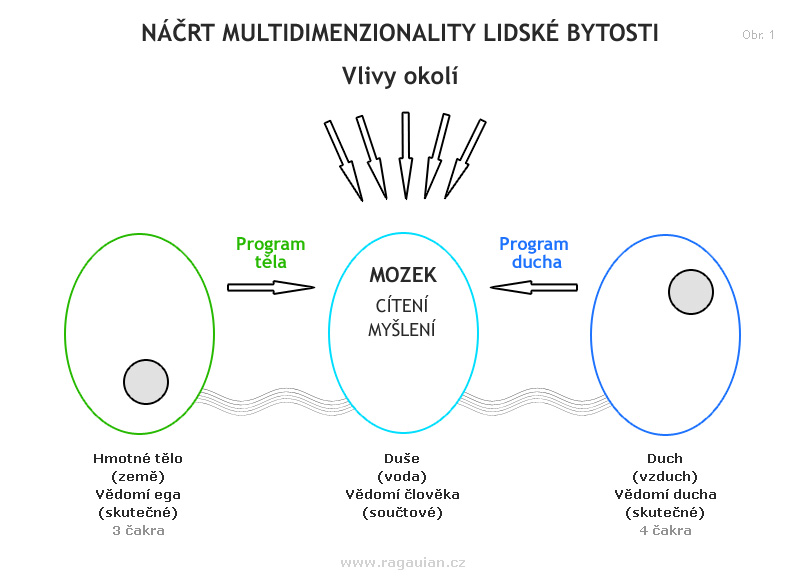 NÁČRT MULTIDIMENZIONALITY LIDSKÉ BYTOSTI
Obr. 1
Vlivy okolí
Program
těla
Program
ducha
MOZEK
CÍTENÍ
MYŠLENÍ
Hmotné tělo
(země)
Vědomí ega
(skutečné)
3 čakra
Duše
(voda)
Vědomí člověka
(součtové)
Duch
(vzduch)
Vědomí ducha
(skutečné)
4 čakra
www.ragauian.cz